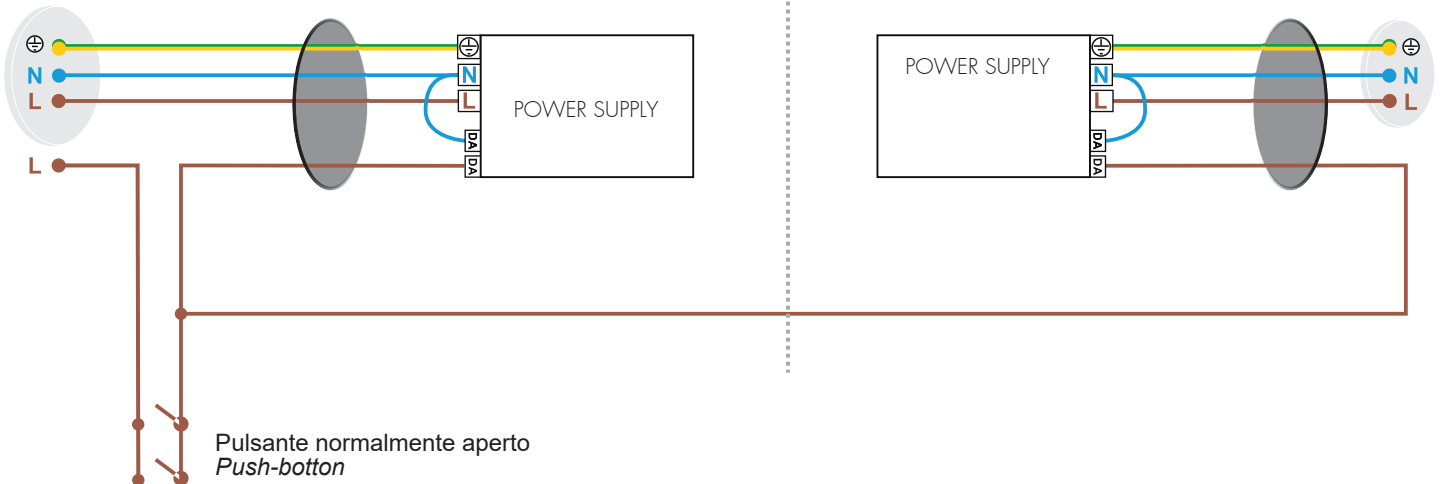 ⏚
N
L
L
⏚
N
L
DA
DA
POWER SUPPLY
POWER SUPPLY
⏚
N
L
DA
DA
⏚
N
L
Pulsante normalmente aperto
Push-botton